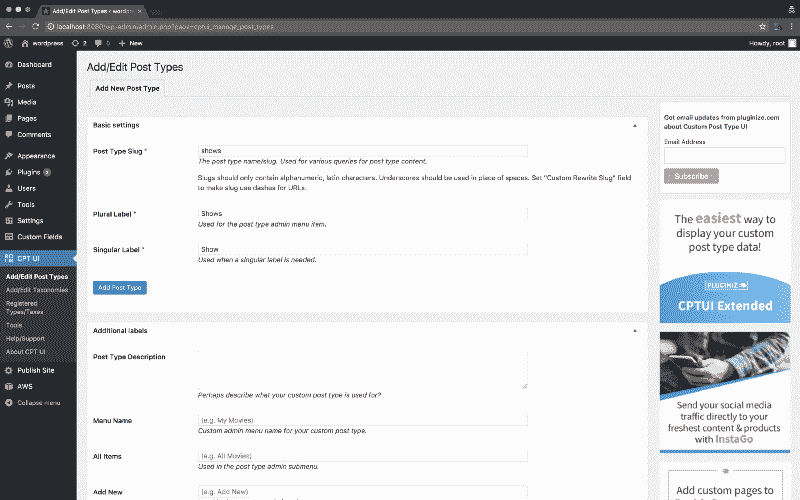 Add/Edit Post Types ‹ wordpre
localhost:8080/wp-admin/admin.php?page=cptui_manage_post_types
wordpress 2 0 + New Howdy, root
Dashboard
Posts
Media
Pages
Comments
Appearance
Plugins 2
Users
Tools
Settings
Custom Fields
CPT UI
Add/Edit Post Types
Add/Edit Taxonomies
Registered
Types/Taxes
Tools
Help/Support
About CPT UI
Publish Site
AWS
Collapse menu
Add/Edit Post Types
Add New Post Type
Basic settings
Post Type Slug * shows
The post type name/slug. Used for various queries for post type content.
Slugs should only contain alphanumeric, latin characters. Underscores should be used in place of spaces. Set "Custom Rewrite Slug" field
to make slug use dashes for URLs.
Plural Label * Shows
Used for the post type admin menu item.
Singular Label * Show
Used when a singular label is needed.
Add Post Type
Additional labels
Post Type Description
Perhaps describe what your custom post type is used for?
Menu Name (e.g. My Movies)
Custom admin menu name for your custom post type.
All Items (e.g. All Movies)
Used in the post type admin submenu.
Add New (e.g. Add New)
Get email updates from pluginize.com
about Custom Post Type UI
Email Address
Subscribe
The easiest way to
display your custom
post type data!
PLUGINIZE
CPTUI Extended
Send your social media
traffic directly to your
freshest content & products
with InstaGo
Add custom pages to